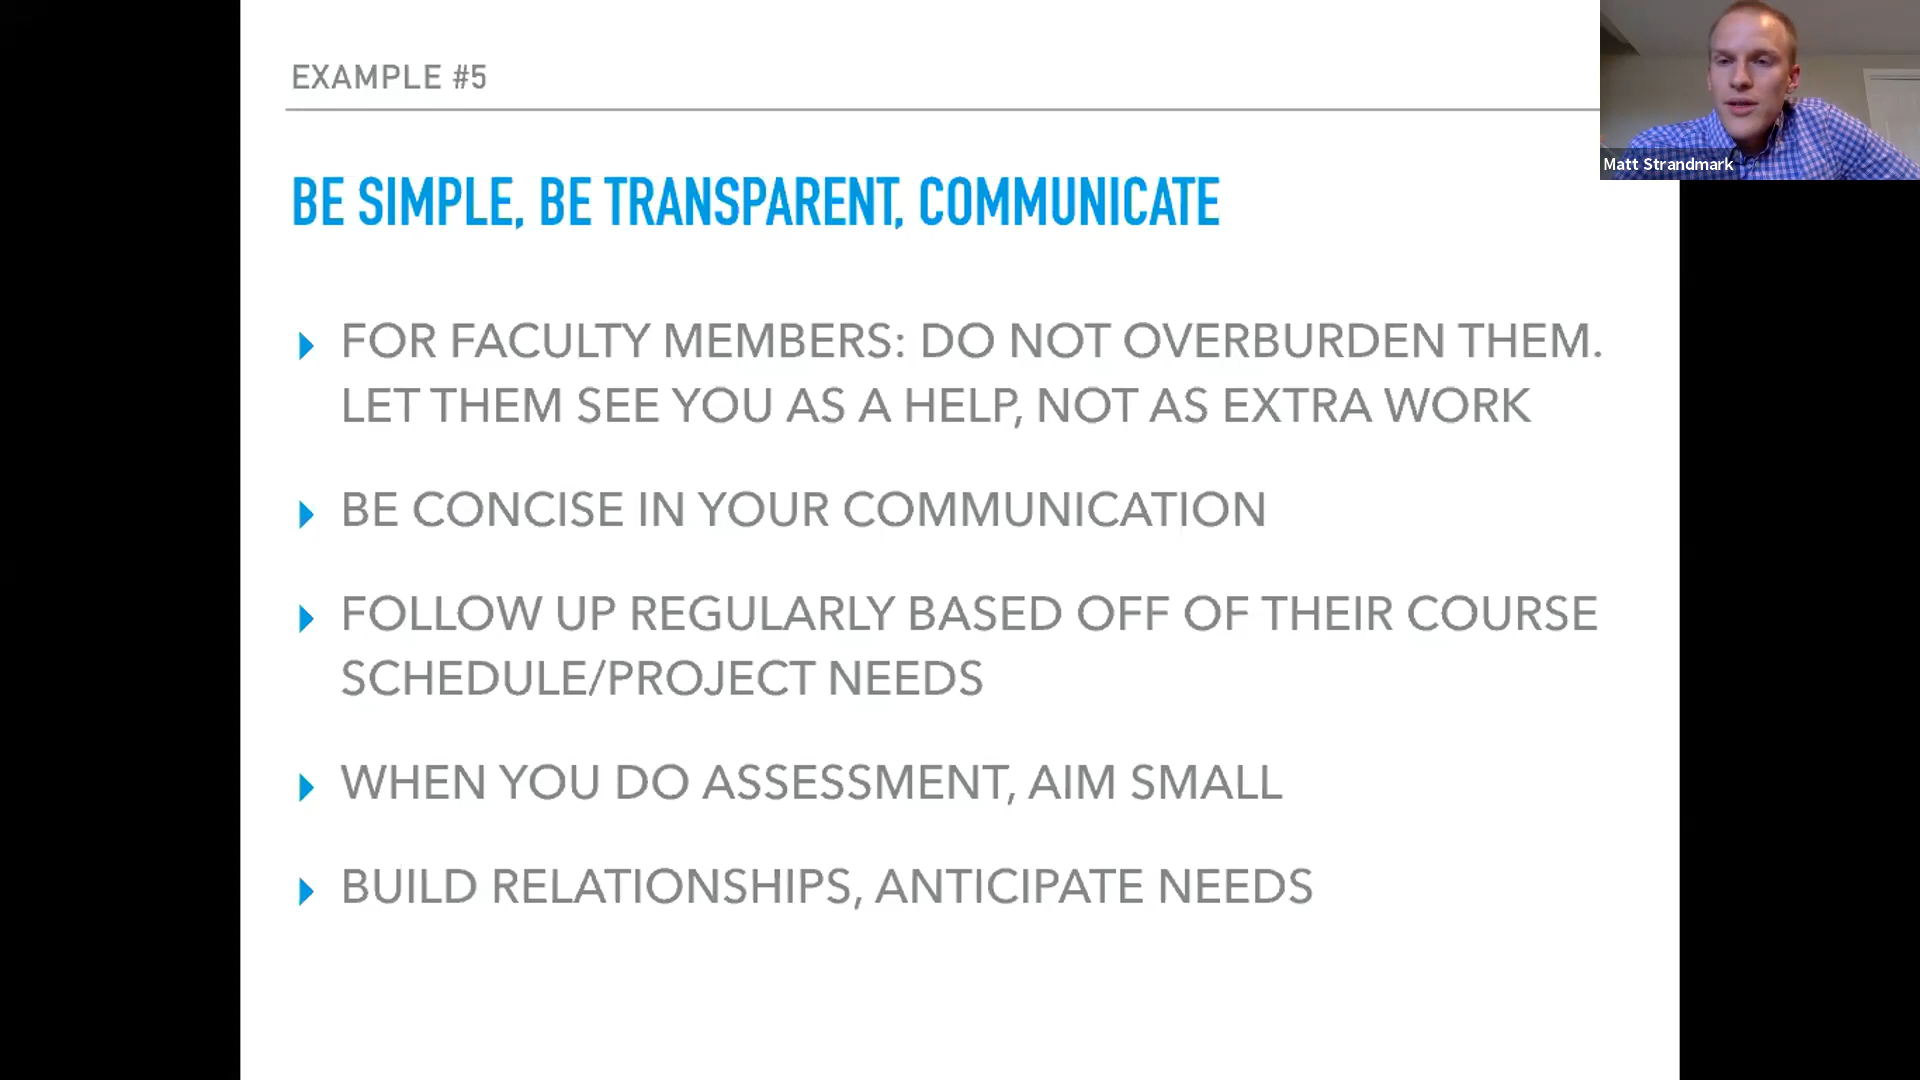 EXAMPLE #5
Matt Strandmark
BE SIMPLE, BE TRANSPARENT, COMMUNICATE
FOR FACULTY MEMBERS: DO NOT OVERBURDEN THEM.
LET THEM SEE YOU AS A HELP, NOT AS EXTRA WORK
BE CONCISE IN YOUR COMMUNICATION
FOLLOW UP REGULARLY BASED OFF OF THEIR COURSE
SCHEDULE/PROJECT NEEDS
WHEN YOU DO ASSESSMENT, AIM SMALL
BUILD RELATIONSHIPS, ANTICIPATE NEEDS